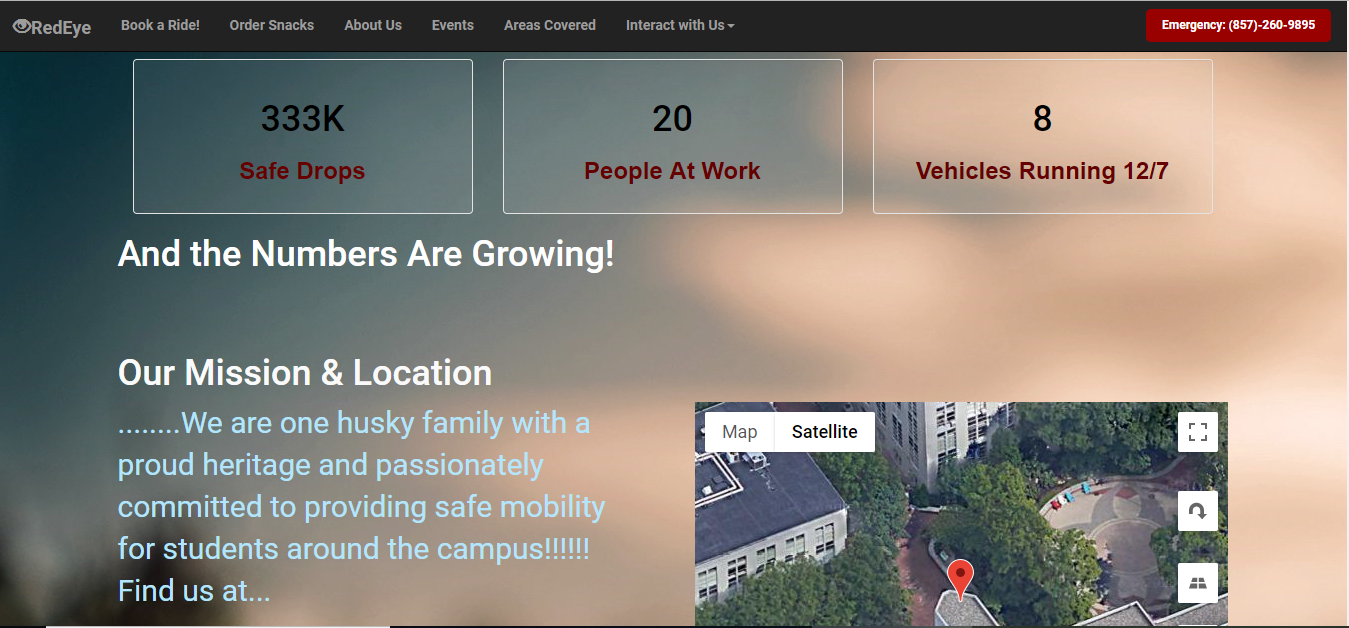 RedEye Book a Ride! Order Snacks About Us Events Areas Covered Interact with Us Emergency: (857)-260-9895
333K 20 8
Safe Drops People At Work Vehicles Running 12/7
And the Numbers Are Growing!
Our Mission & Location
........We are one husky family with a
proud heritage and passionately
committed to providing safe mobility
for students around the campus!!!!!!
Find us at...
Map Satellite